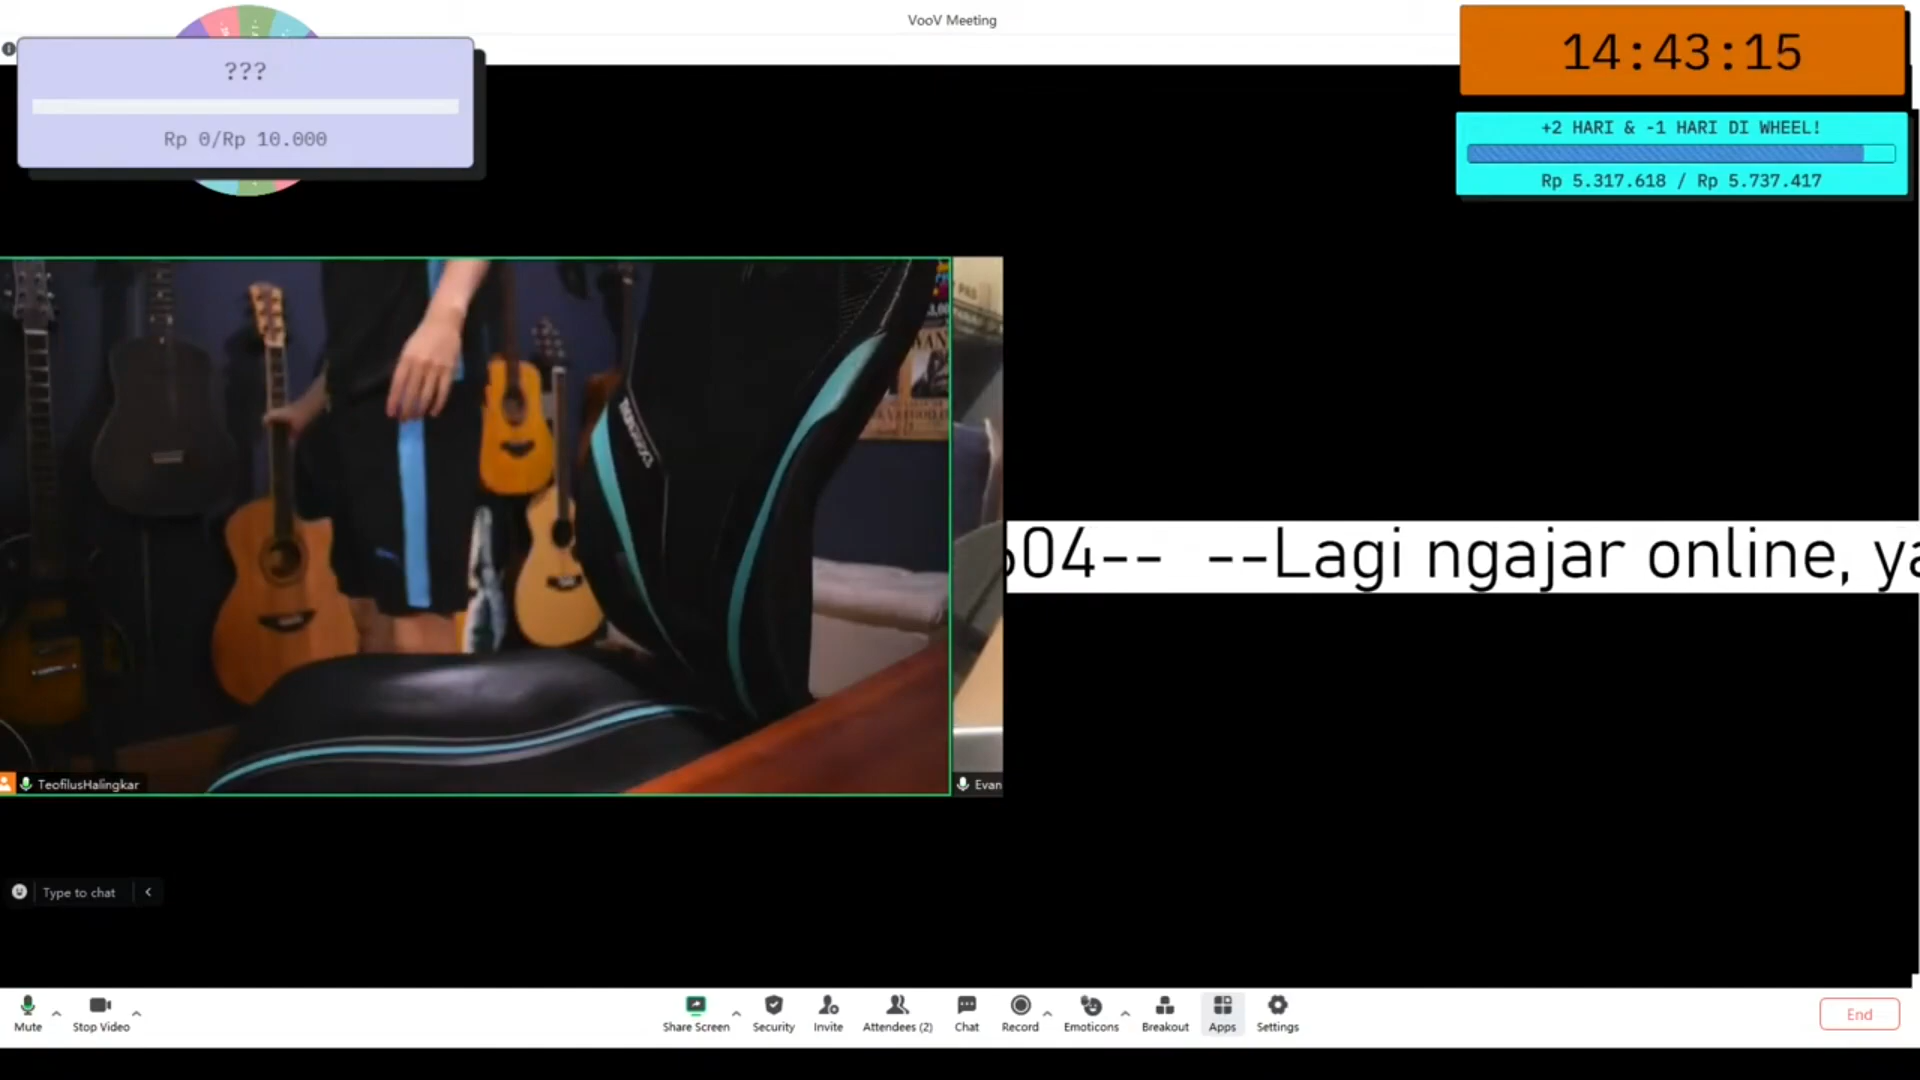 VooV Meeting
???
Rp 0/Rp 10.000
14:43:15
+2 HARI & -1 HARI DI WHEEL!
Rp 5.317.618 / Rp 5.737.417
04-- --Lagi ngajar online, ya
TeofilusHalingkar
Evan
Type to chat
Mute
Stop Video
Share Screen
Security
Invite
Attendees (2)
Chat
Record
Emoticons
Breakout
Apps
Settings
End